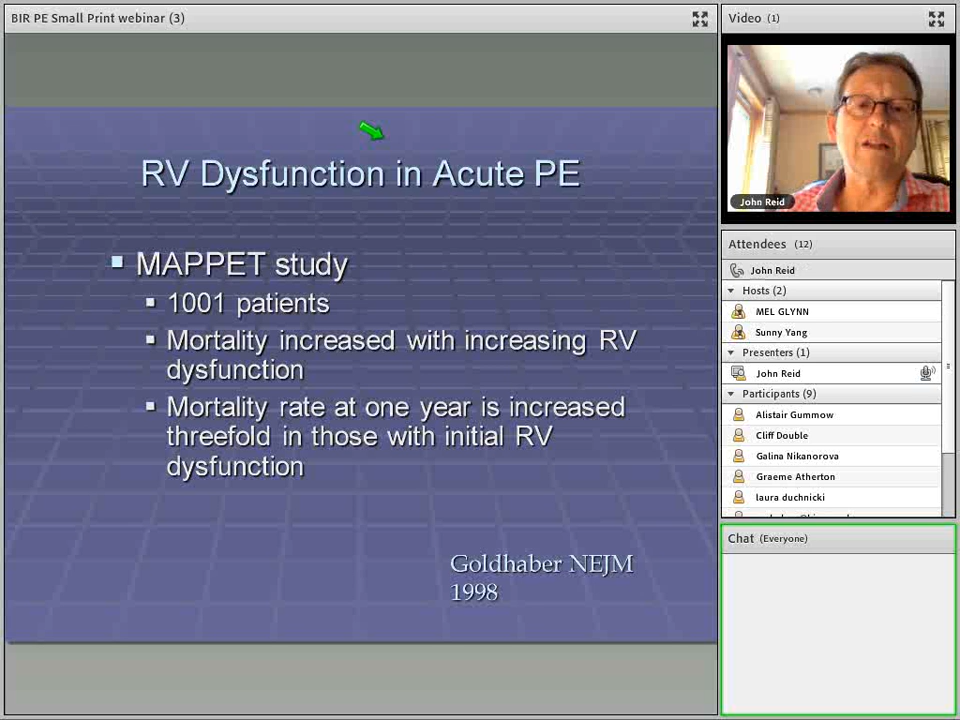 BIR PE Small Print webinar (3)
RV Dysfunction in Acute PE
MAPPET study
1001 patients
Mortality increased with increasing RV
dysfunction
Mortality rate at one year is increased
threefold in those with initial RV
dysfunction
Goldhaber NEJM
1998
Video (1)
John Reid
Attendees (12)
John Reid
Hosts (2)
MEL GLYNN
Sunny Yang
Presenters (1)
John Reid
Participants (9)
Alistair Gummow
Cliff Double
Galina Nikanorova
Graeme Atherton
laura duchnicki
Chat (Everyone)